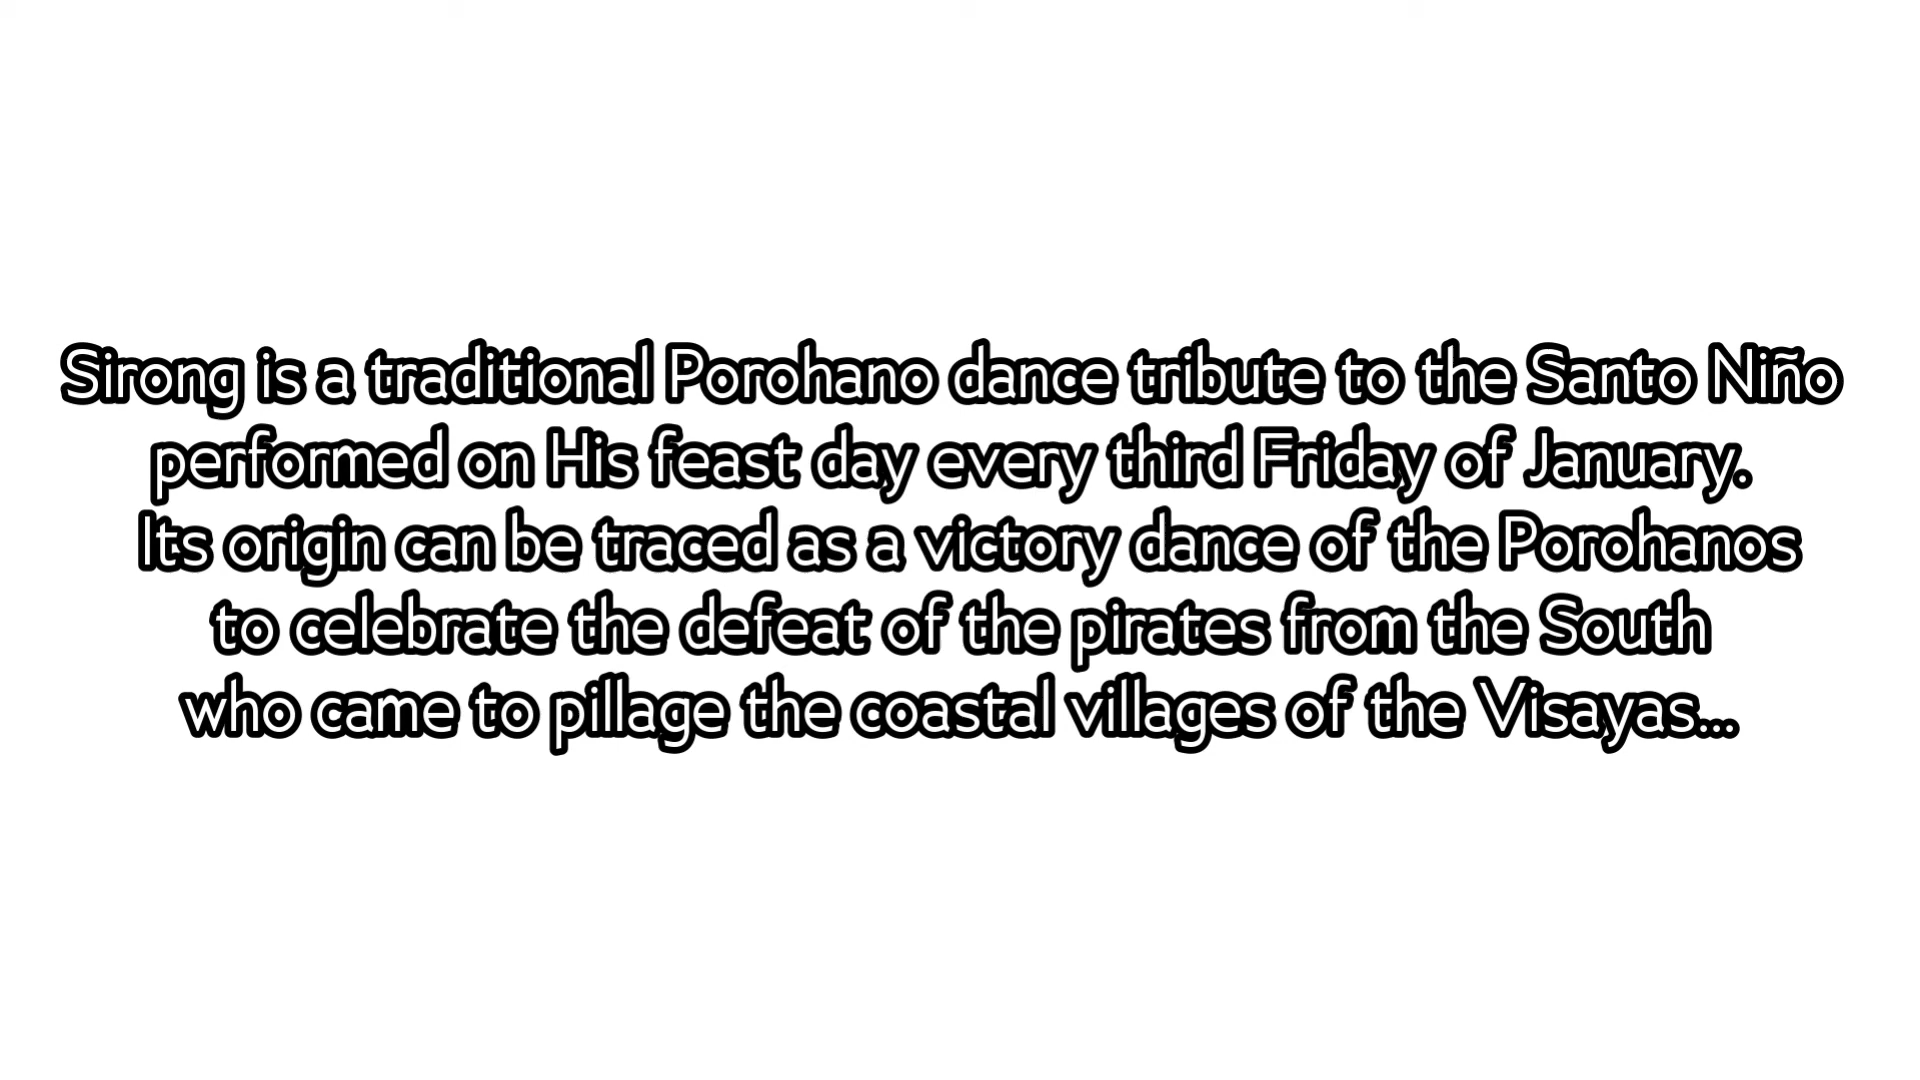 Sirong is a traditional Porohano dance tribute to the Santo Niño
performed on His feast day every third Friday of January.
Its origin can be traced as a victory dance of the Porohanos
to celebrate the defeat of the pirates from the South
who came to pillage the coastal villages of the Visayas...